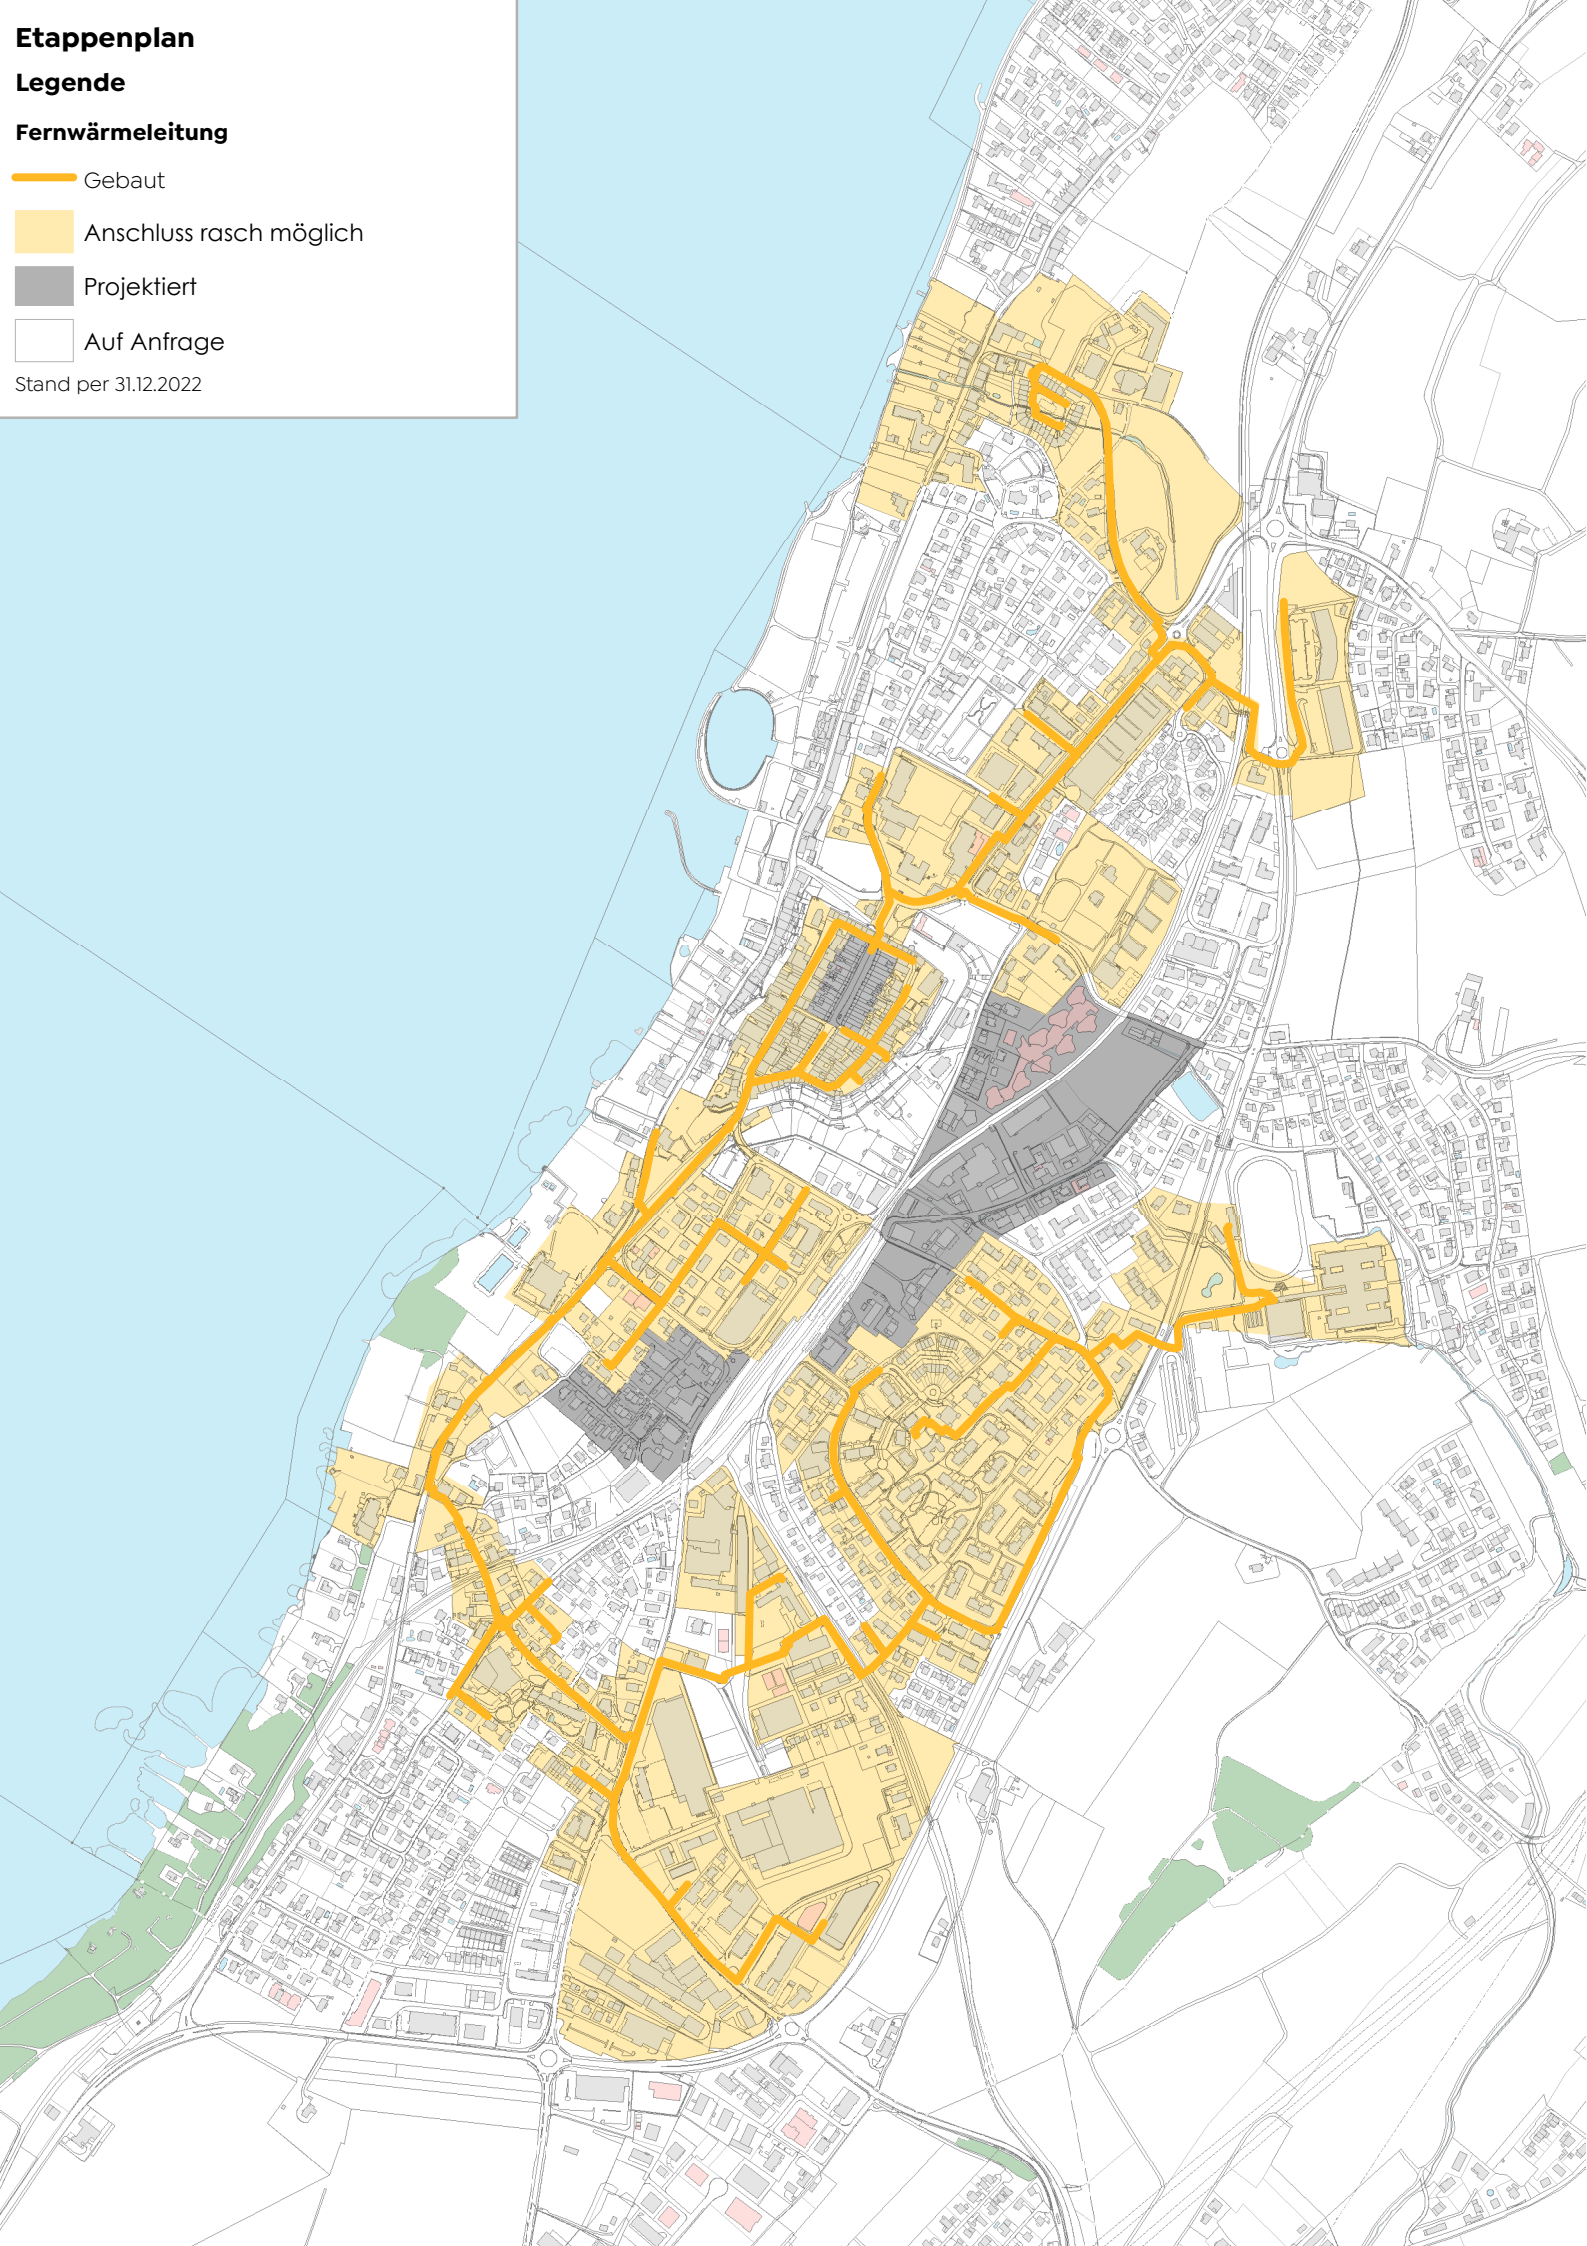 Etappenplan
Legende
Fernwärmeleitung
Gebaut
Anschluss rasch möglich
Projektiert
Auf Anfrage
Stand per 31.12.2022